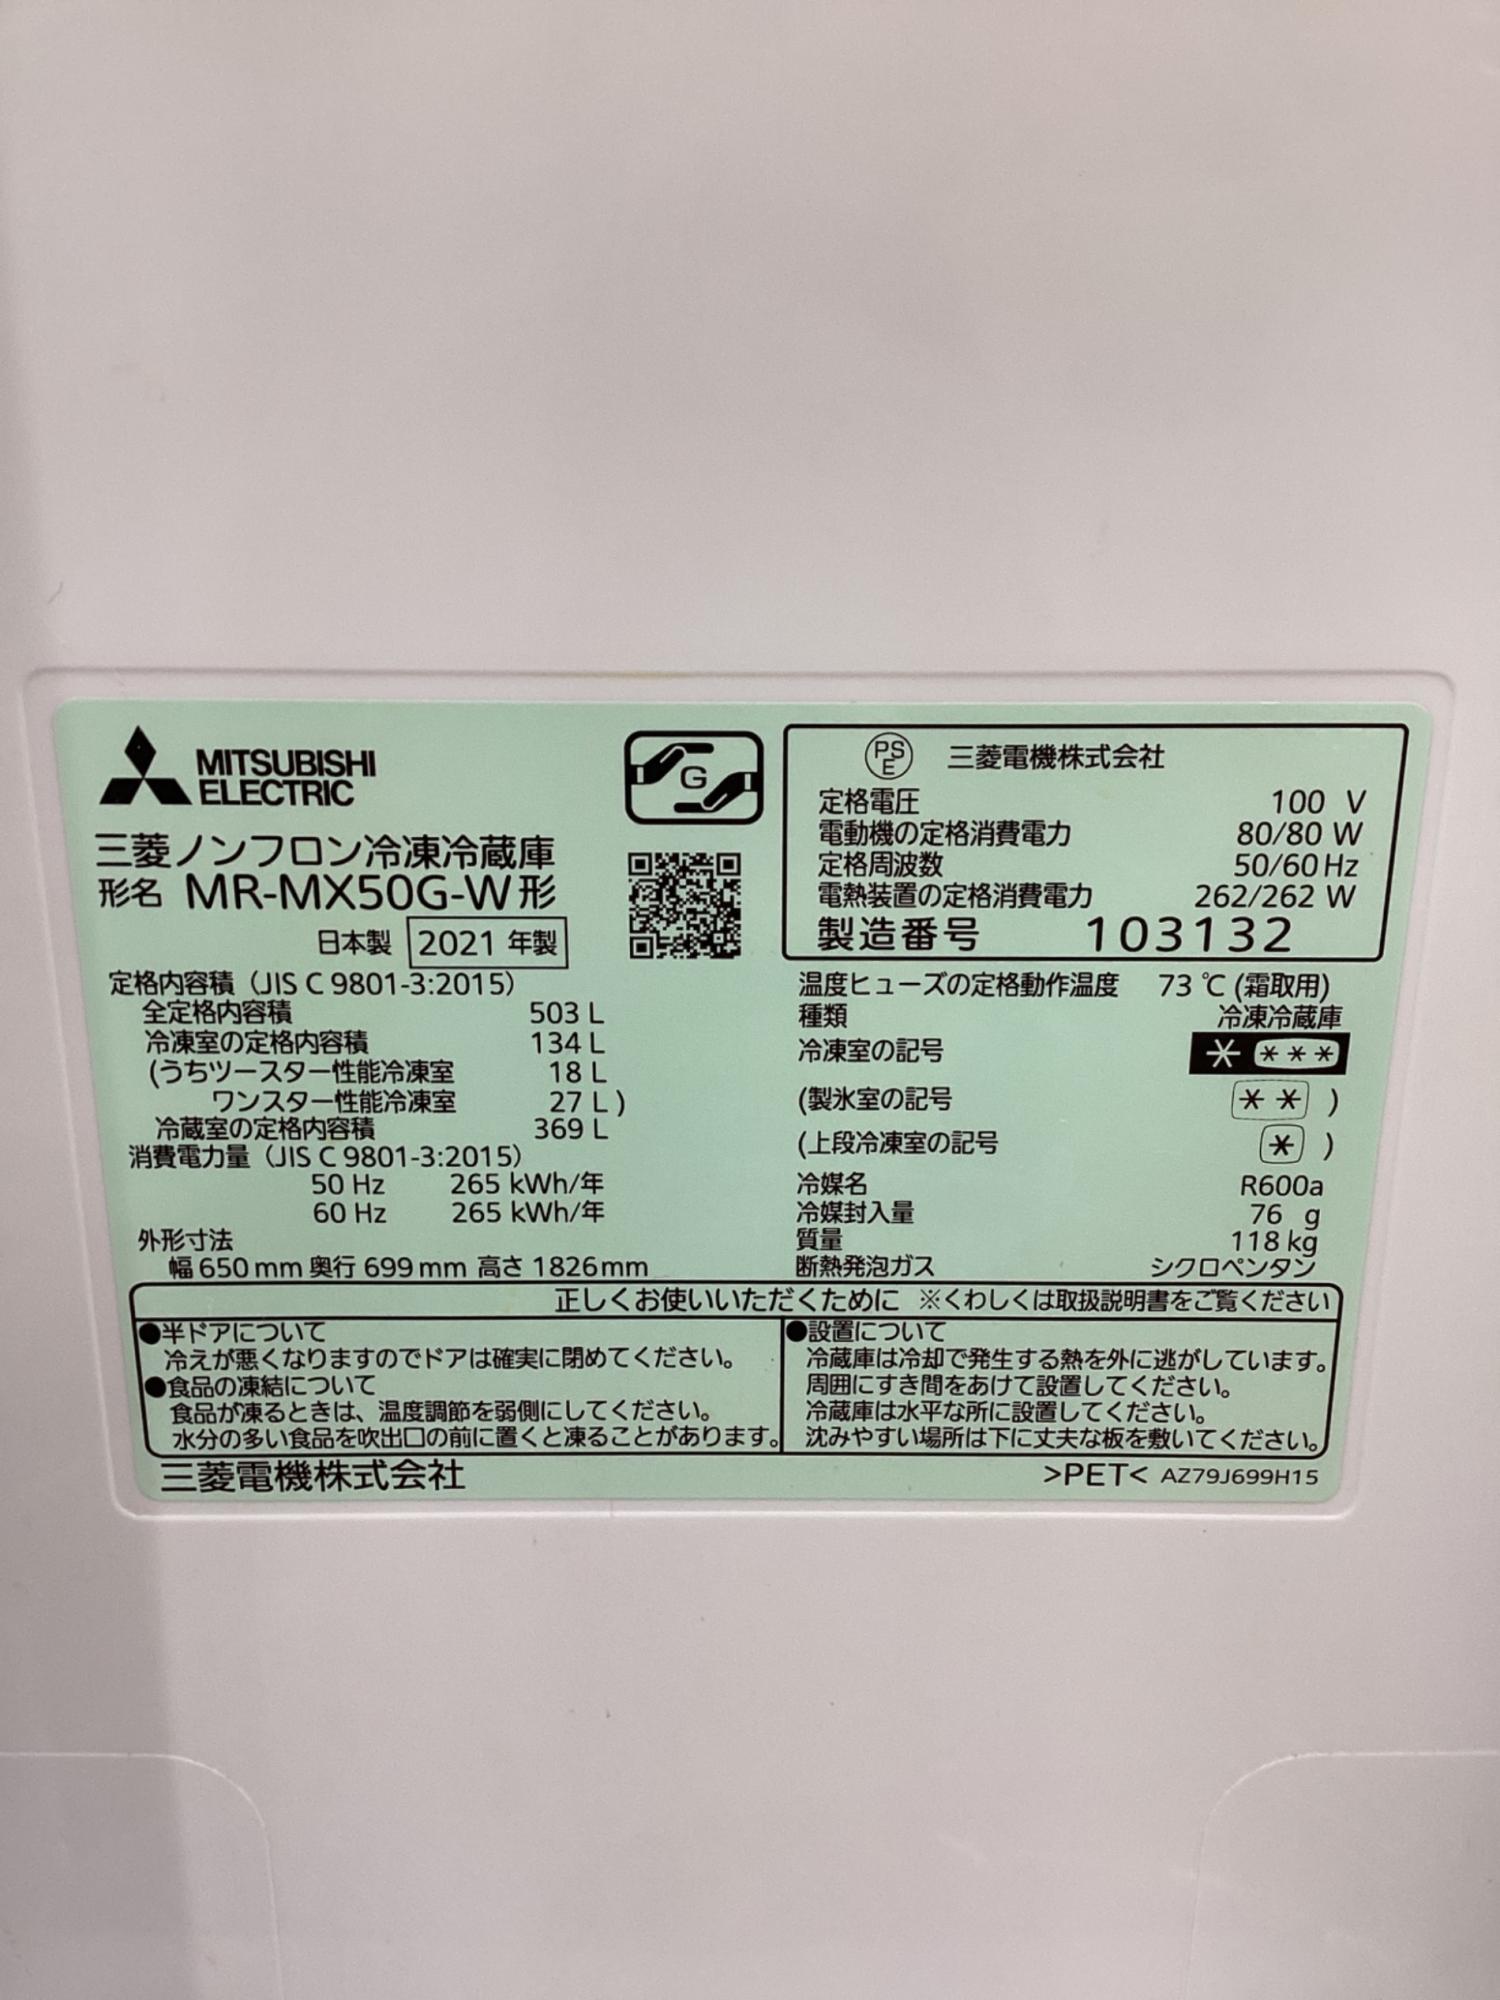 MITSUBISHI
ELECTRIC
三菱ノンフロン冷凍冷蔵庫
形名 MR-MX50G-W形
日本製 2021 年製
G
定格内容積（JIS C 9801-3:2015）
全定格内容積 503 L
冷凍室の定格内容積 134 L
(うちツースター性能冷凍室 18 L
ワンスター性能冷凍室 27 L )
冷蔵室の定格内容積 369 L
消費電力量（JIS C 9801-3:2015）
50 Hz 265 kWh/年
60 Hz 265 kWh/年
外形寸法
幅 650 mm 奥行 699 mm 高さ 1826mm
PS
E
三菱電機株式会社
定格電圧 100 V
電動機の定格消費電力 80/80 W
定格周波数 50/60 Hz
電熱装置の定格消費電力 262/262 W
製造番号 103132
温度ヒューズの定格動作温度 73 ℃ (霜取用)
種類 冷凍冷蔵庫
冷凍室の記号 * ***
(製氷室の記号 ** )
(上段冷凍室の記号 * )
冷媒名 R600a
冷媒封入量 76 g
質量 118 kg
断熱発泡ガス シクロペンタン
正しくお使いいただくために ※くわしくは取扱説明書をご覧ください
●半ドアについて
冷えが悪くなりますのでドアは確実に閉めてください。
●食品の凍結について
食品が凍るときは、温度調節を弱側にしてください。
水分の多い食品を吹出口の前に置くと凍ることがあります。
●設置について
冷蔵庫は冷却で発生する熱を外に逃がしています。
周囲にすき間をあけて設置してください。
冷蔵庫は水平な所に設置してください。
沈みやすい場所は下に丈夫な板を敷いてください。
三菱電機株式会社
>PET< AZ79J699H15